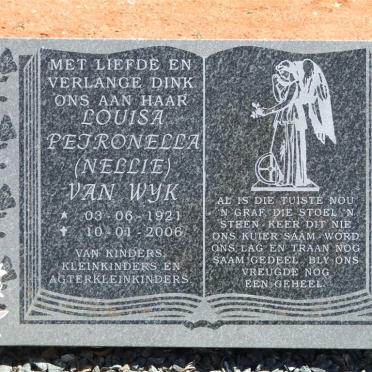 MET LIEFDE EN
VERLANGE DINK
ONS AAN HAAR
LOUISA
PETRONELLA
(NELLIE)
VAN WYK
★ 03-06-1921
✝ 10-01-2006
VAN KINDERS,
KLEINKINDERS EN
AGTERKLEINKINDERS
AL IS DIE TUISTE NOU
'N GRAF, DIE STOEL 'N
STEEN - KEER DIT NIE
ONS KUIER SAAM - WORD
ONS LAG EN TRAAN NOG
SAAM GEDEEL, BLY ONS
VREUGDE NOG
EEN GEHEEL.